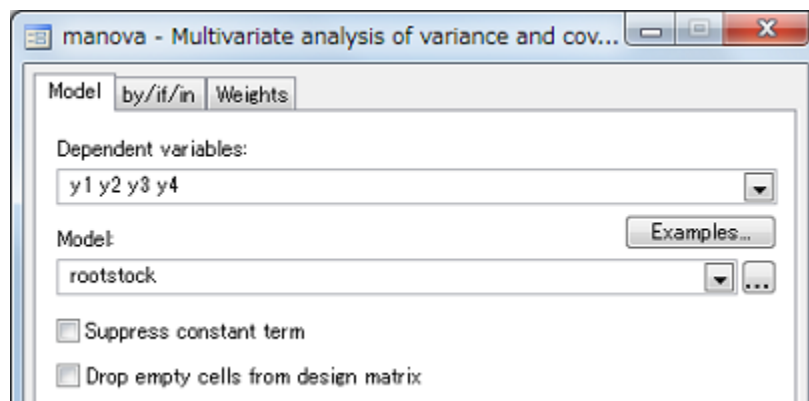 manova - Multivariate analysis of variance and cov...
Model by/if/in Weights
Dependent variables:
y1 y2 y3 y4
Examples...
Model:
rootstock
...
Suppress constant term
Drop empty cells from design matrix